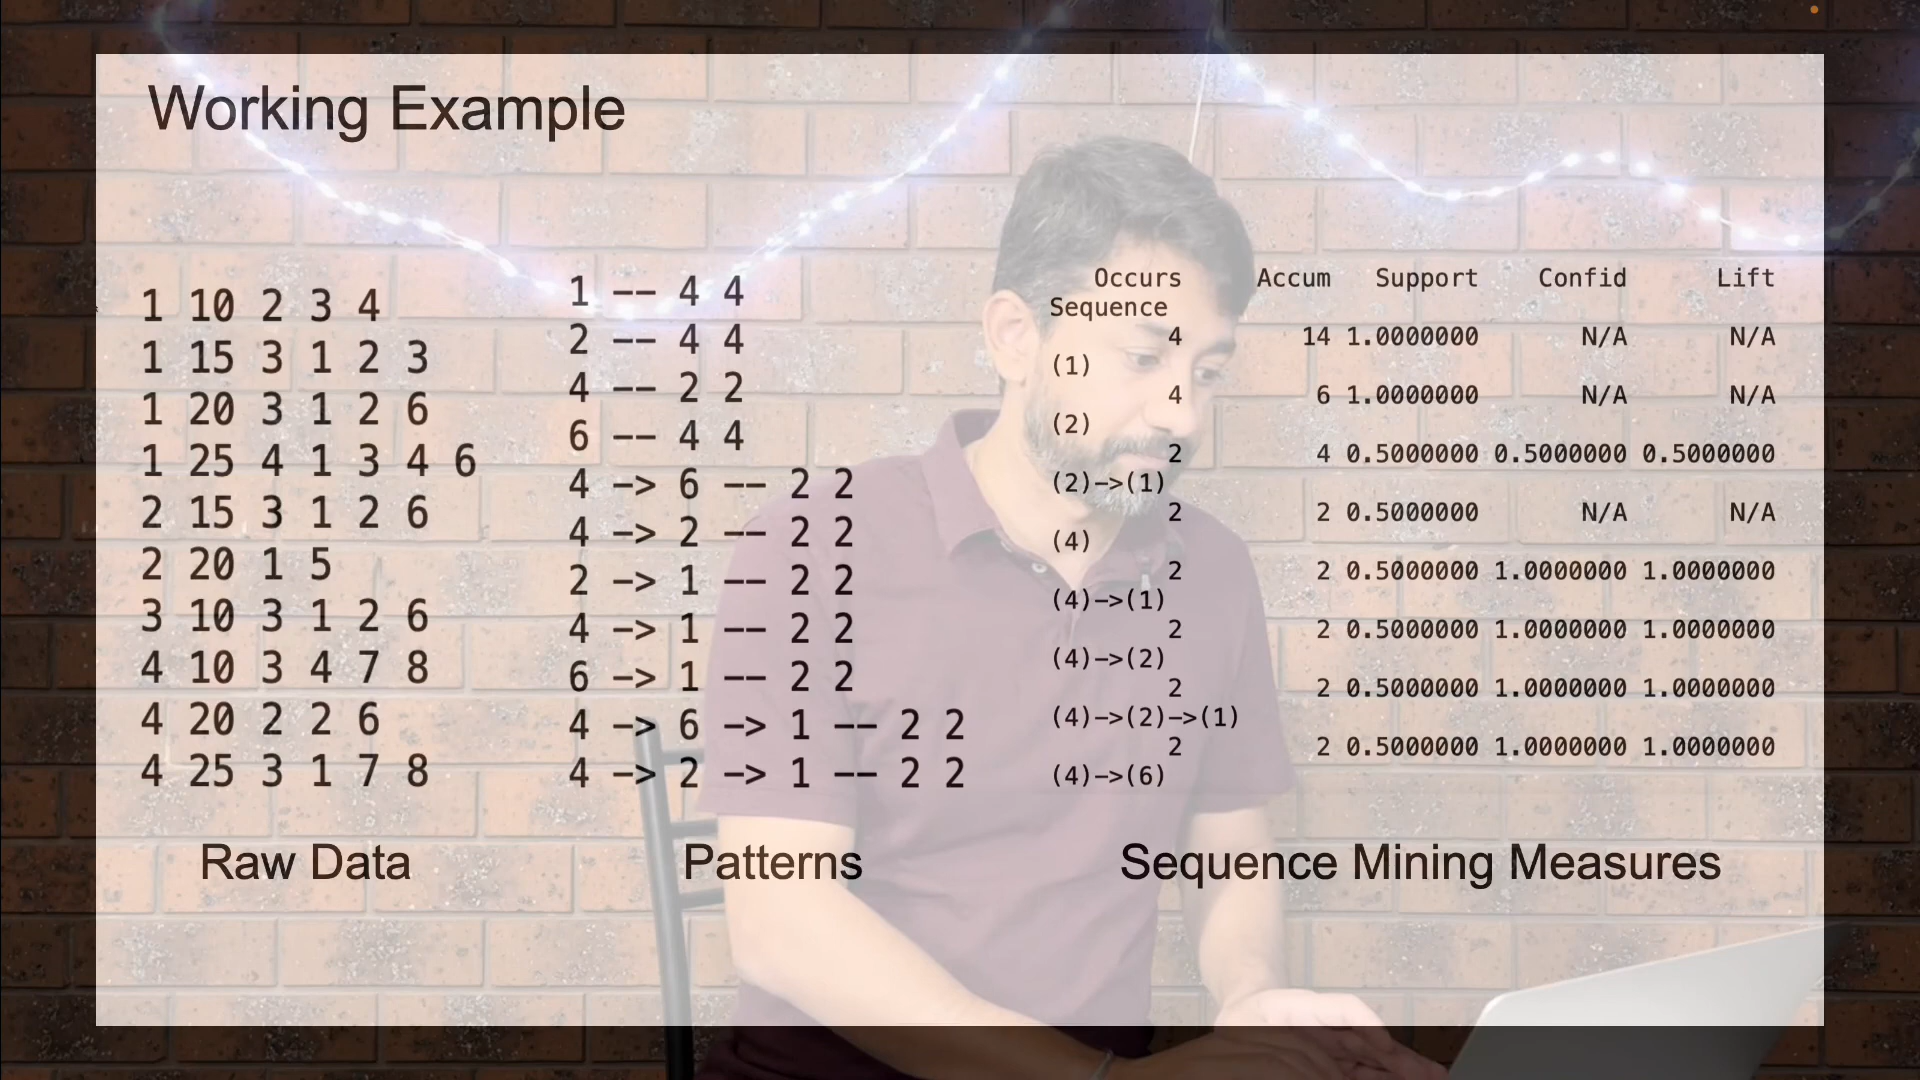 Working Example
1 10 2 3 4
1 15 3 1 2 3
1 20 3 1 2 6
1 25 4 1 3 4 6
2 15 3 1 2 6
2 20 1 5
3 10 3 1 2 6
4 10 3 4 7 8
4 20 2 2 6
4 25 3 1 7 8
Raw Data
1 -- 4 4
2 -- 4 4
4 -- 2 2
6 -- 4 4
4 -> 6 -- 2 2
4 -> 2 -- 2 2
2 -> 1 -- 2 2
4 -> 1 -- 2 2
6 -> 1 -- 2 2
4 -> 6 -> 1 -- 2 2
4 -> 2 -> 1 -- 2 2
Patterns
Occurs Accum Support Confid Lift
Sequence
4 14 1.0000000 N/A N/A
(1)
4 6 1.0000000 N/A N/A
(2)
2 4 0.5000000 0.5000000 0.5000000
(2)->(1)
2 2 0.5000000 N/A N/A
(4)
2 2 0.5000000 1.0000000 1.0000000
(4)->(1)
2 2 0.5000000 1.0000000 1.0000000
(4)->(2)
2 2 0.5000000 1.0000000 1.0000000
(4)->(2)->(1)
2 2 0.5000000 1.0000000 1.0000000
(4)->(6)
Sequence Mining Measures